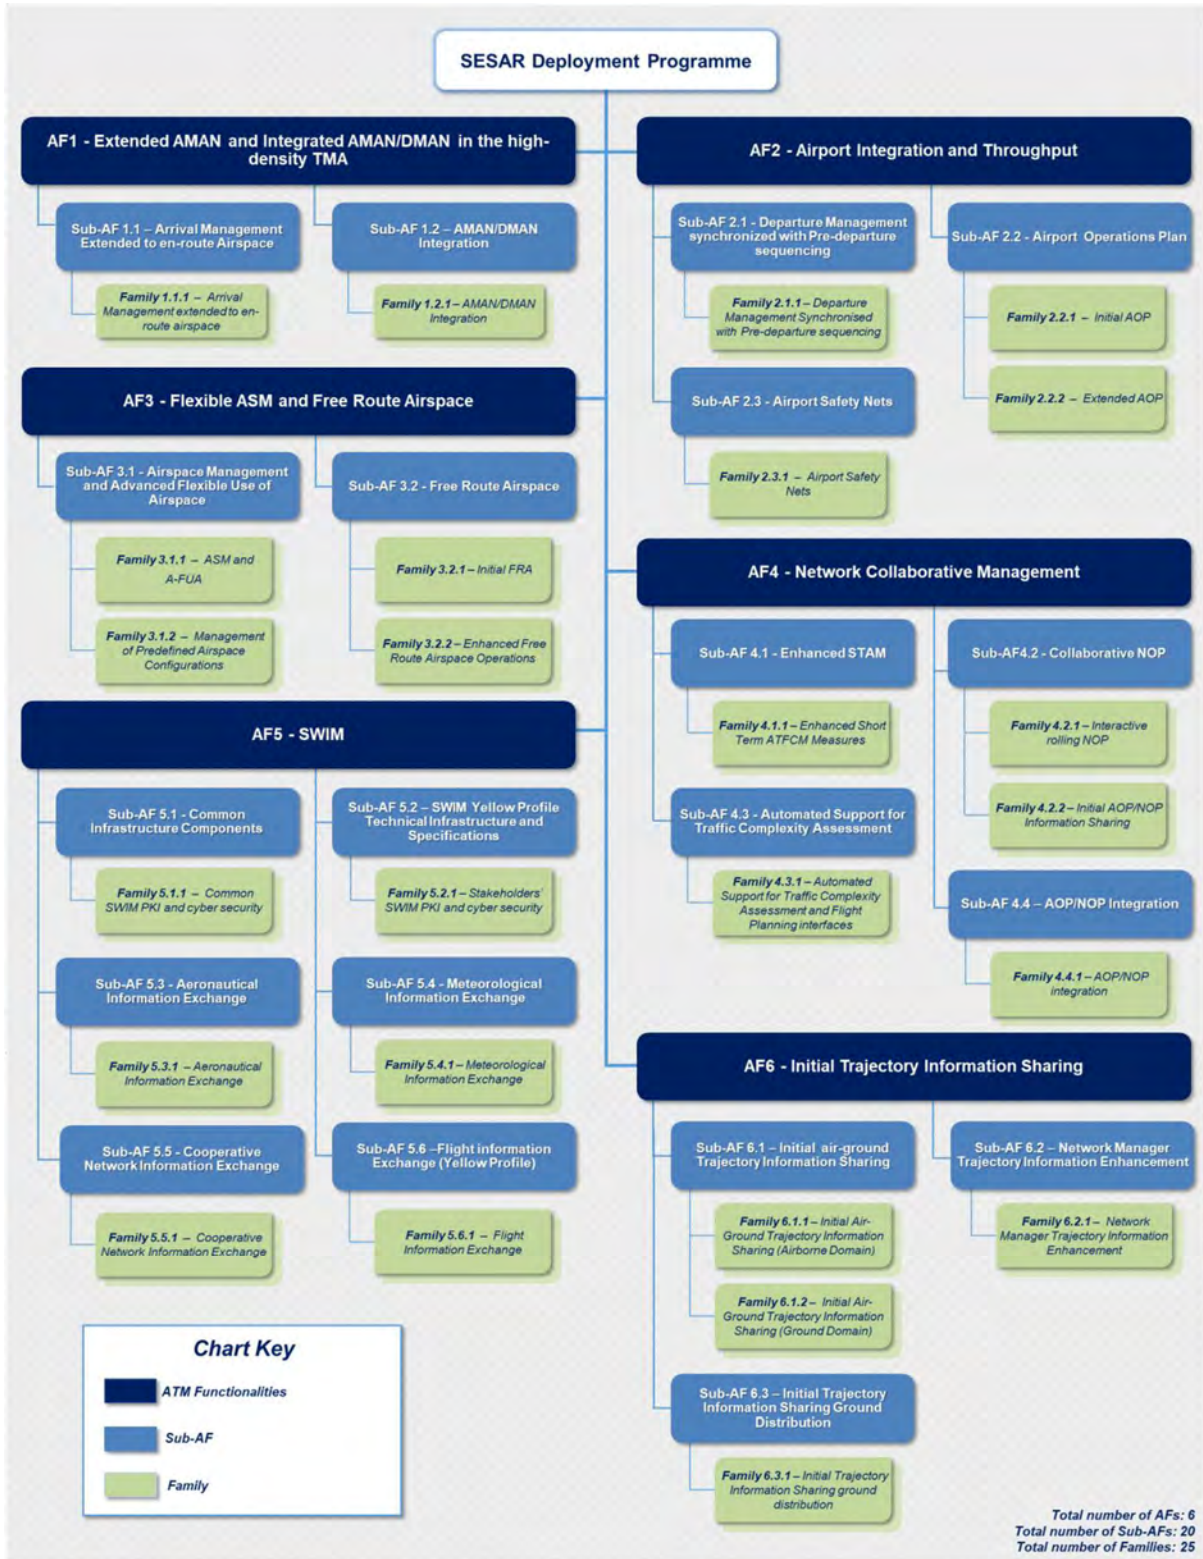 SESAR Deployment Programme
AF1 - Extended AMAN and Integrated AMAN/DMAN in the high-
density TMA
Sub-AF 1.1 – Arrival Management
Extended to en-route Airspace
Family 1.1.1 – Arrival
Management extended to en-
route airspace
Sub-AF 1.2 – AMAN/DMAN
Integration
Family 1.2.1 – AMAN/DMAN
Integration
AF2 - Airport Integration and Throughput
Sub-AF 2.1 - Departure Management
synchronized with Pre-departure
sequencing
Family 2.1.1 – Departure
Management Synchronised
with Pre-departure sequencing
Sub-AF 2.2 - Airport Operations Plan
Family 2.2.1 – Initial AOP
Family 2.2.2 – Extended AOP
Sub-AF 2.3 - Airport Safety Nets
Family 2.3.1 – Airport Safety
Nets
AF3 - Flexible ASM and Free Route Airspace
Sub-AF 3.1 - Airspace Management
and Advanced Flexible Use of
Airspace
Family 3.1.1 – ASM and
A-FUA
Family 3.1.2 – Management
of Predefined Airspace
Configurations
Sub-AF 3.2 - Free Route Airspace
Family 3.2.1 – Initial FRA
Family 3.2.2 – Enhanced Free
Route Airspace Operations
AF4 - Network Collaborative Management
Sub-AF 4.1 - Enhanced STAM
Family 4.1.1 – Enhanced Short
Term ATFCM Measures
Sub-AF4.2 - Collaborative NOP
Family 4.2.1 – Interactive
rolling NOP
Family 4.2.2 – Initial AOP/NOP
Information Sharing
Sub-AF 4.3 - Automated Support for
Traffic Complexity Assessment
Family 4.3.1 – Automated
Support for Traffic Complexity
Assessment and Flight
Planning interfaces
Sub-AF 4.4 – AOP/NOP Integration
Family 4.4.1 – AOP/NOP
integration
AF5 - SWIM
Sub-AF 5.1 - Common
Infrastructure Components
Family 5.1.1 – Common
SWIM PKI and cyber security
Sub-AF 5.2 – SWIM Yellow Profile
Technical Infrastructure and
Specifications
Family 5.2.1 – Stakeholders'
SWIM PKI and cyber security
Sub-AF 5.3 - Aeronautical
Information Exchange
Family 5.3.1 – Aeronautical
Information Exchange
Sub-AF 5.4 - Meteorological
Information Exchange
Family 5.4.1 – Meteorological
Information Exchange
Sub-AF 5.5 - Cooperative
Network Information Exchange
Family 5.5.1 – Cooperative
Network Information Exchange
Sub-AF 5.6 –Flight information
Exchange (Yellow Profile)
Family 5.6.1 – Flight
Information Exchange
AF6 - Initial Trajectory Information Sharing
Sub-AF 6.1 – Initial air-ground
Trajectory Information Sharing
Family 6.1.1 – Initial Air-
Ground Trajectory Information
Sharing (Airborne Domain)
Family 6.1.2 – Initial Air-
Ground Trajectory Information
Sharing (Ground Domain)
Sub-AF 6.2 – Network Manager
Trajectory Information Enhancement
Family 6.2.1 – Network
Manager Trajectory Information
Enhancement
Sub-AF 6.3 – Initial Trajectory
Information Sharing Ground
Distribution
Family 6.3.1 – Initial Trajectory
Information Sharing ground
distribution
Chart Key
ATM Functionalities
Sub-AF
Family
Total number of AFs: 6
Total number of Sub-AFs: 20
Total number of Families: 25